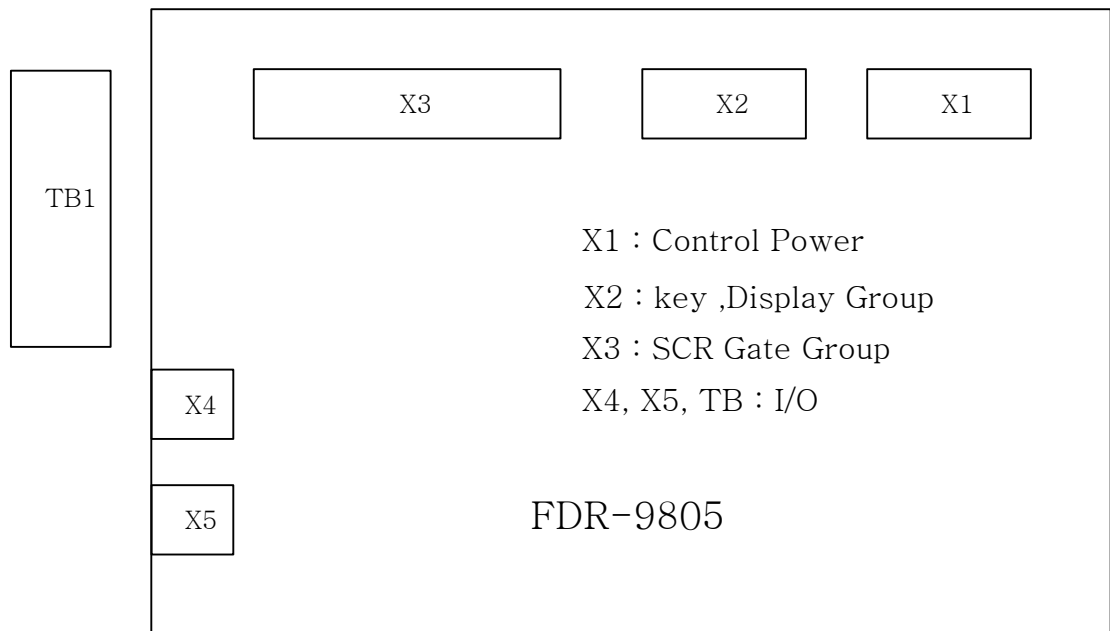 X3
X2
X1
TB1
X1 : Control Power
X2 : key ,Display Group
X3 : SCR Gate Group
X4, X5, TB : I/O
X4
X5
FDR-9805